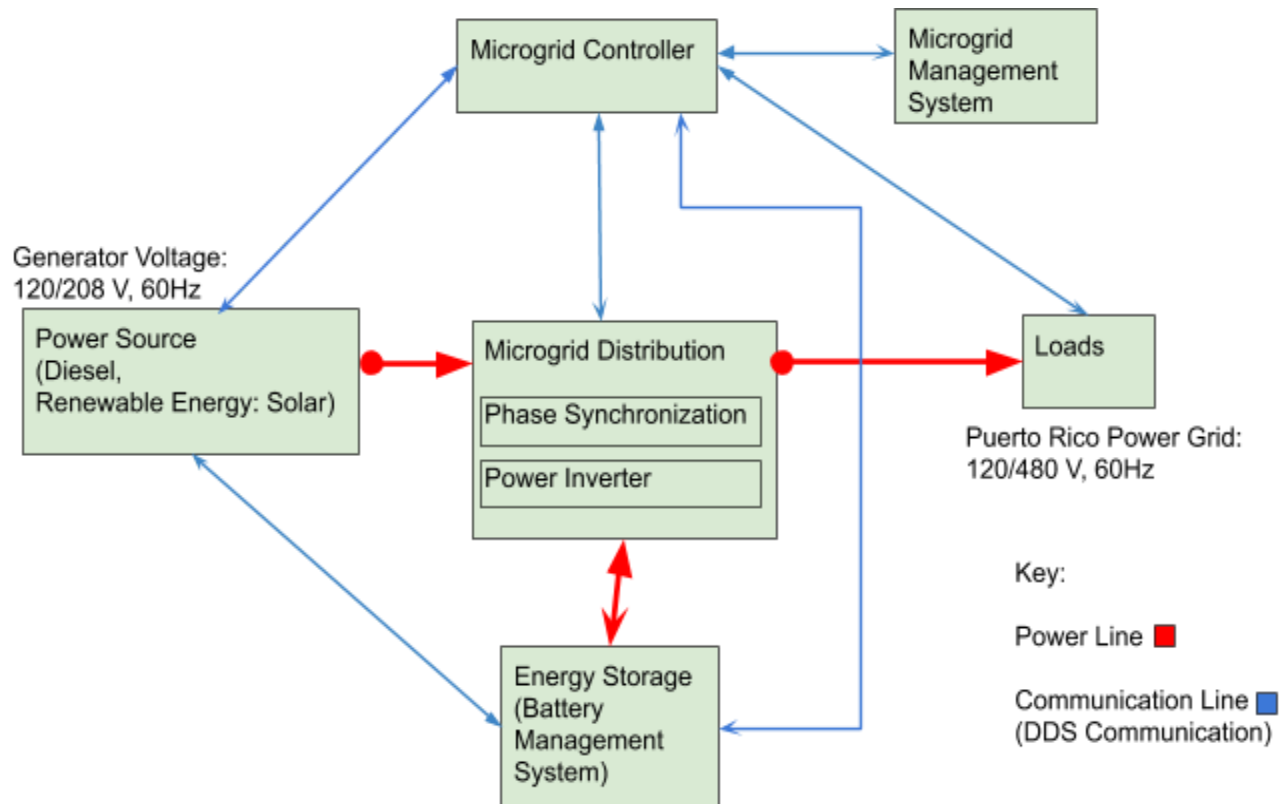 Microgrid Controller
Microgrid
Management
System
Generator Voltage:
120/208 V, 60Hz
Power Source
(Diesel,
Renewable Energy: Solar)
Microgrid Distribution
Phase Synchronization
Power Inverter
Loads
Puerto Rico Power Grid:
120/480 V, 60Hz
Energy Storage
(Battery
Management
System)
Key:
Power Line
Communication Line
(DDS Communication)